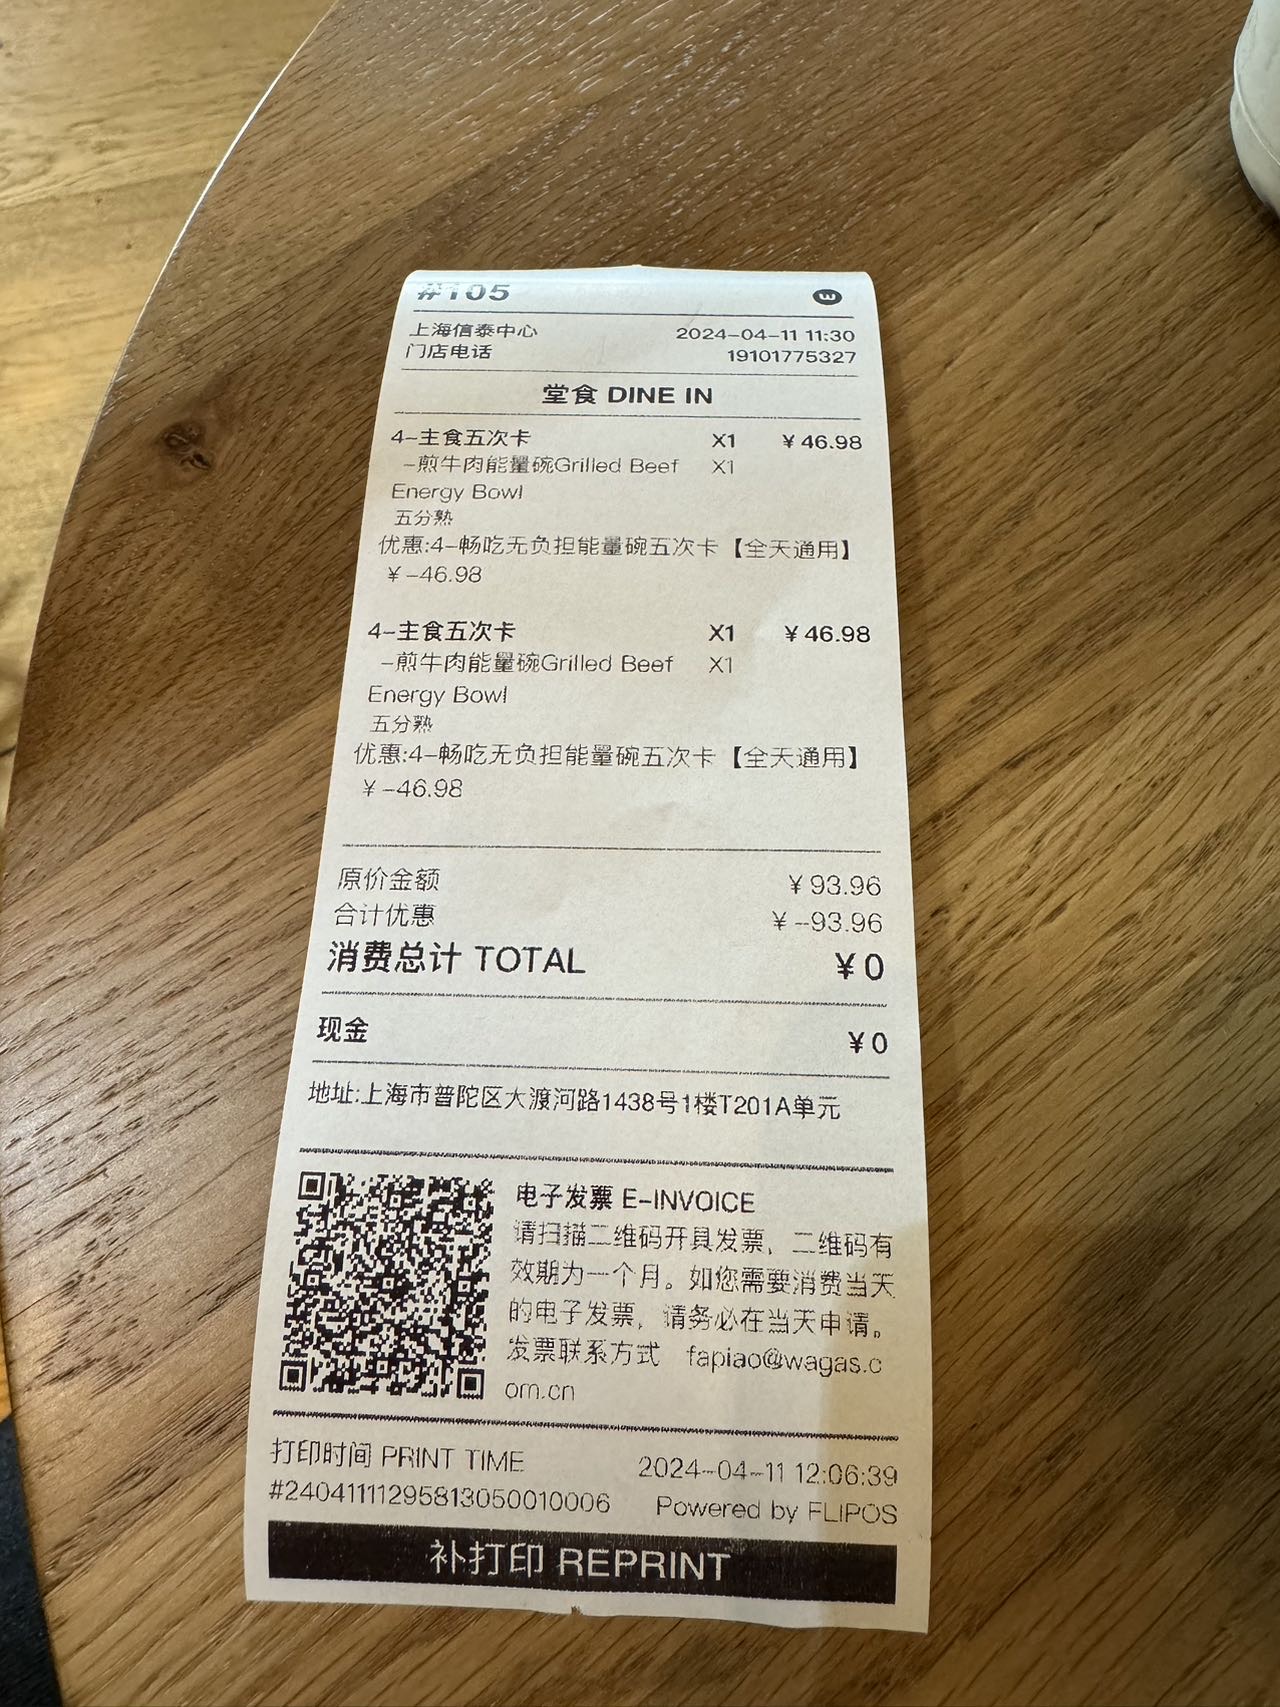 #105
上海信泰中心 2024-04-11 11:30
门店电话 19101775327
堂食 DINE IN
4-主食五次卡 X1 ¥46.98
-煎牛肉能量碗Grilled Beef X1
Energy Bowl
五分熟
优惠:4-畅吃无负担能量碗五次卡【全天通用】
¥-46.98
4-主食五次卡 X1 ¥46.98
-煎牛肉能量碗Grilled Beef X1
Energy Bowl
五分熟
优惠:4-畅吃无负担能量碗五次卡【全天通用】
¥-46.98
原价金额 ¥93.96
合计优惠 ¥--93.96
消费总计 TOTAL ¥0
现金 ¥0
地址:上海市普陀区大渡河路1438号1楼T201A单元
电子发票 E-INVOICE
请扫描二维码开具发票，二维码有
效期为一个月。如您需要消费当天
的电子发票，请务必在当天申请。
发票联系方式 fapiao@wagas.c
om.cn
打印时间 PRINT TIME 2024-04-11 12:06:39
#24041111295813050010006 Powered by FLIPOS
补打印 REPRINT